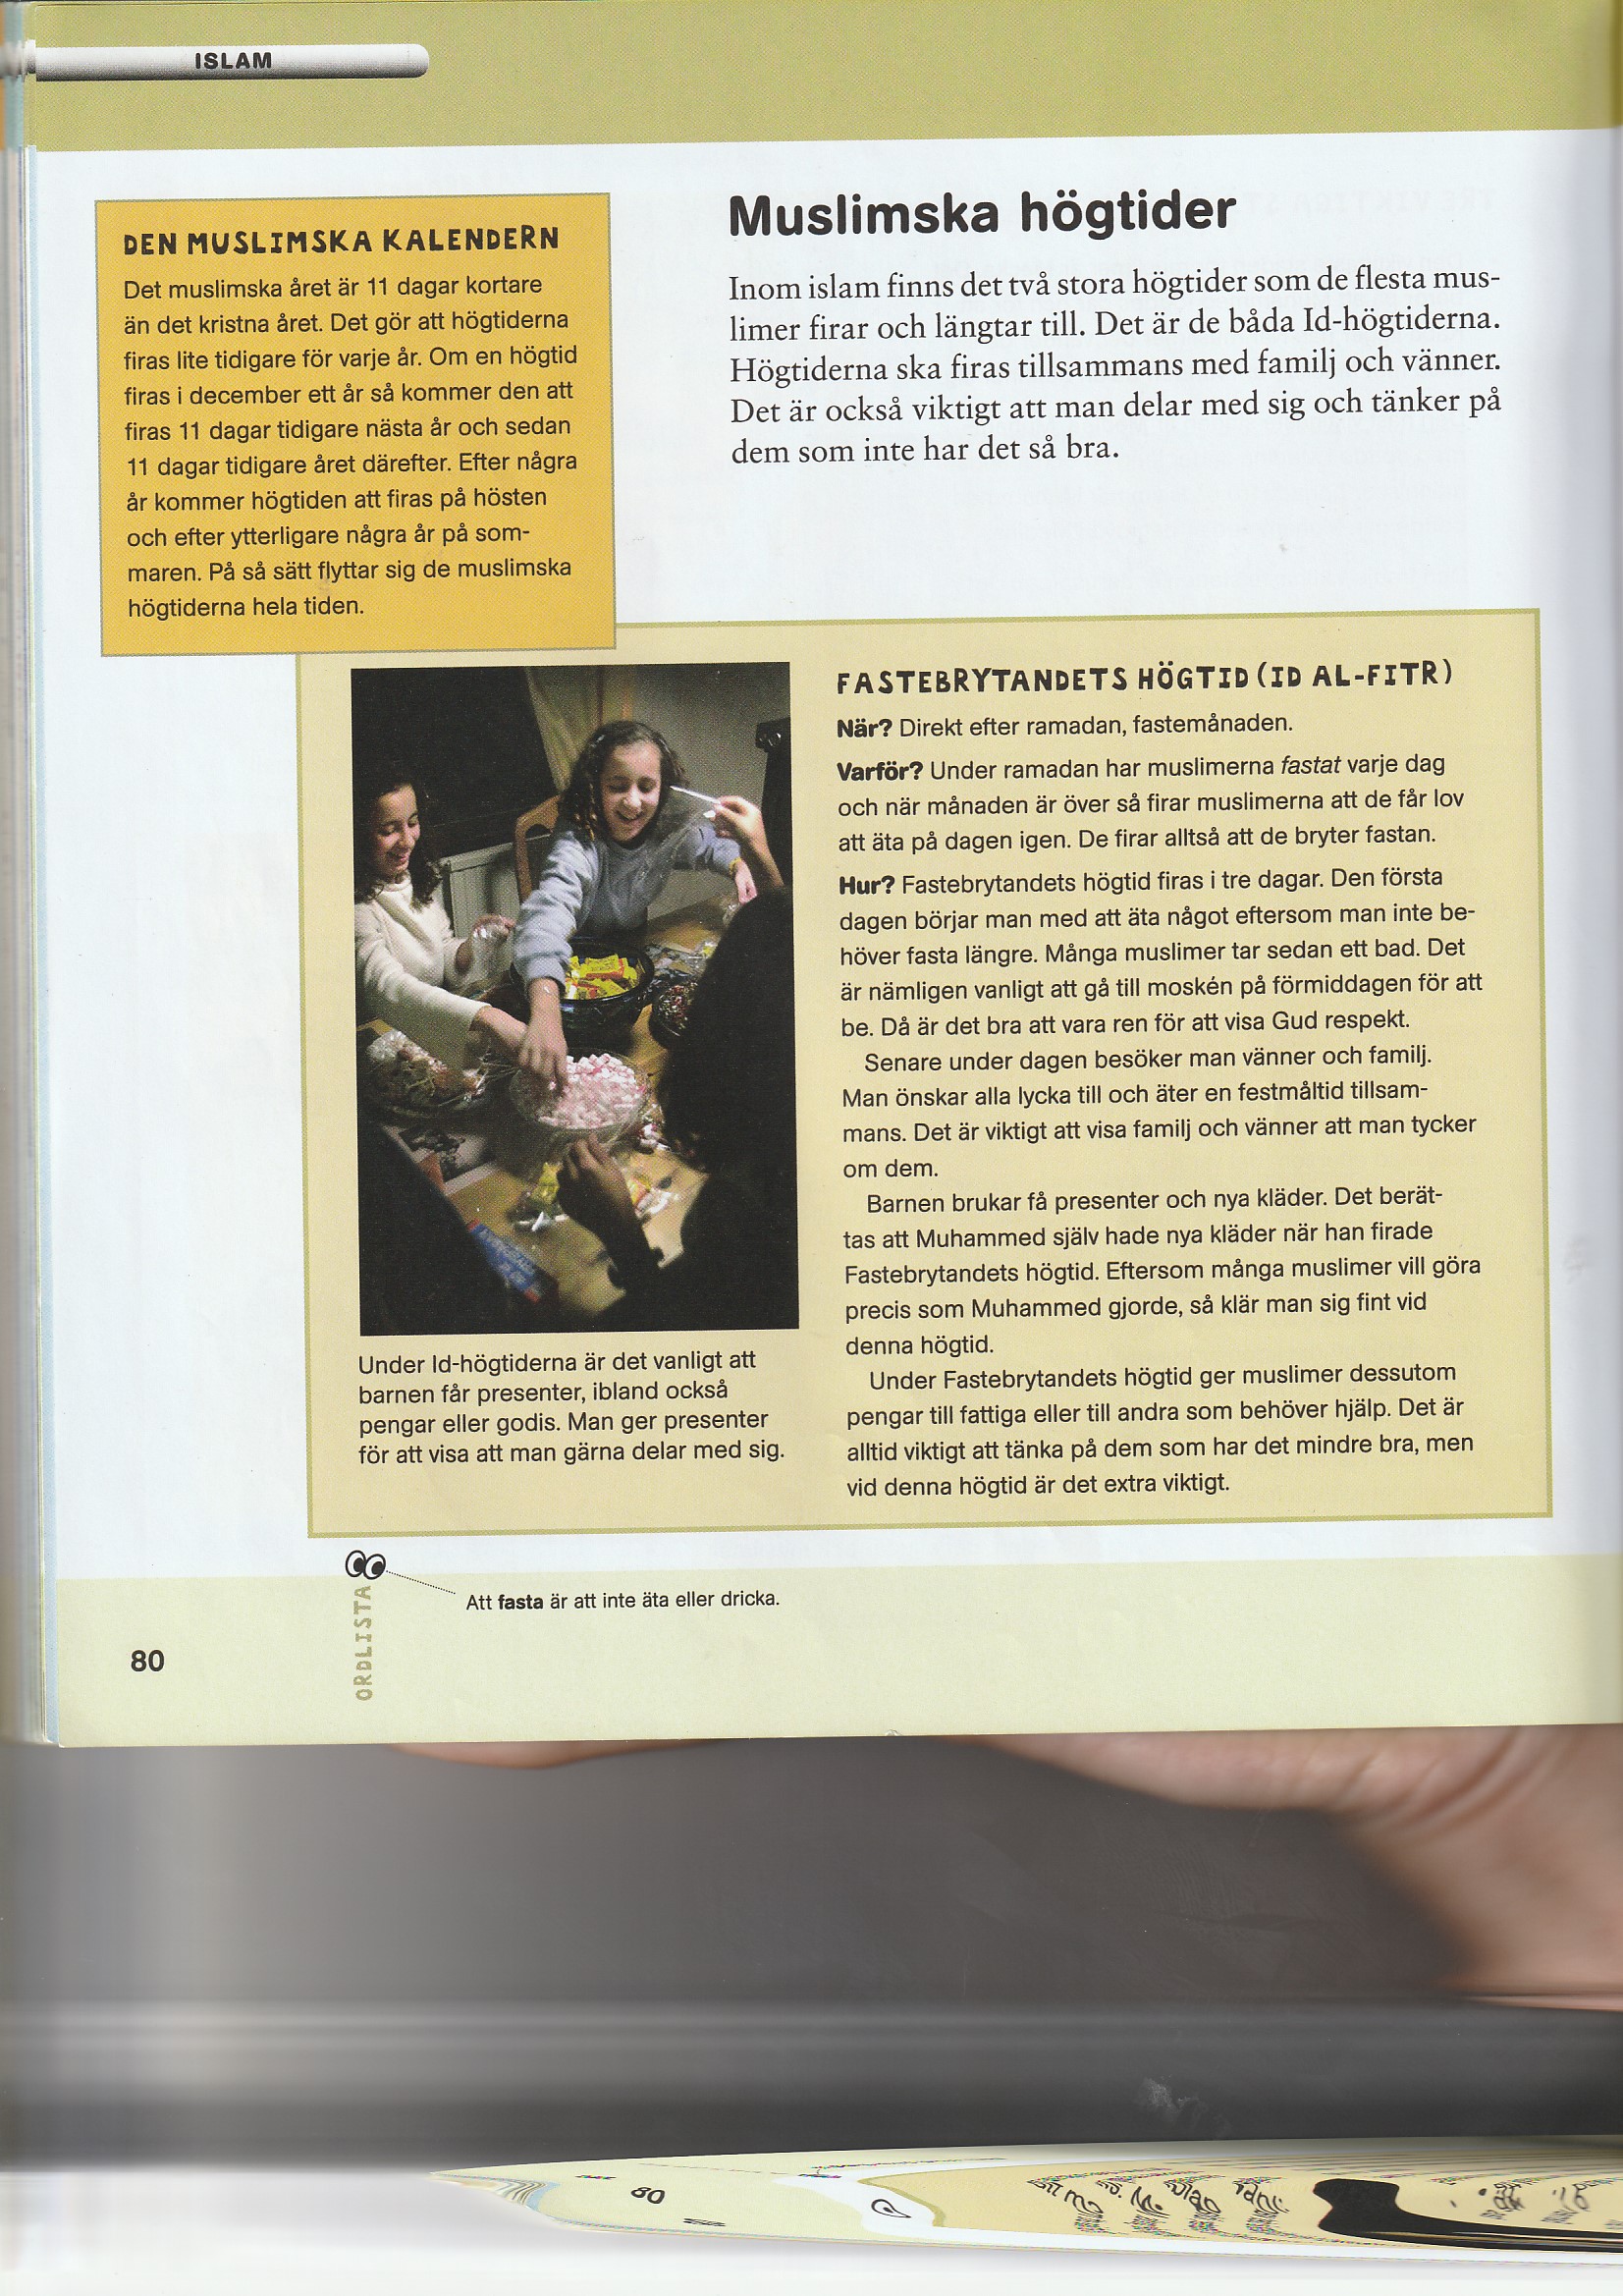 ISLAM
DEN MUSLIMSKA KALENDERN
Det muslimska året är 11 dagar kortare
än det kristna året. Det gör att högtiderna
firas lite tidigare för varje år. Om en högtid
firas i december ett år så kommer den att
firas 11 dagar tidigare nästa år och sedan
11 dagar tidigare året därefter. Efter några
år kommer högtiden att firas på hösten
och efter ytterligare några år på som-
maren. På så sätt flyttar sig de muslimska
högtiderna hela tiden.
Muslimska högtider
Inom islam finns det två stora högtider som de flesta mus-
limer firar och längtar till. Det är de båda Id-högtiderna.
Högtiderna ska firas tillsammans med familj och vänner.
Det är också viktigt att man delar med sig och tänker på
dem som inte har det så bra.
FASTEBRYTANDETS HÖGTID (ID AL-FITR)
När? Direkt efter ramadan, fastemånaden.
Varför? Under ramadan har muslimerna fastat varje dag
och när månaden är över så firar muslimerna att de får lov
att äta på dagen igen. De firar alltså att de bryter fastan.
Hur? Fastebrytandets högtid firas i tre dagar. Den första
dagen börjar man med att äta något eftersom man inte be-
höver fasta längre. Många muslimer tar sedan ett bad. Det
är nämligen vanligt att gå till moskén på förmiddagen för att
be. Då är det bra att vara ren för att visa Gud respekt.
Senare under dagen besöker man vänner och familj.
Man önskar alla lycka till och äter en festmåltid tillsam-
mans. Det är viktigt att visa familj och vänner att man tycker
om dem.
Barnen brukar få presenter och nya kläder. Det berät-
tas att Muhammed själv hade nya kläder när han firade
Fastebrytandets högtid. Eftersom många muslimer vill göra
precis som Muhammed gjorde, så klär man sig fint vid
denna högtid.
Under Fastebrytandets högtid ger muslimer dessutom
pengar till fattiga eller till andra som behöver hjälp. Det är
alltid viktigt att tänka på dem som har det mindre bra, men
vid denna högtid är det extra viktigt.
Under Id-högtiderna är det vanligt att
barnen får presenter, ibland också
pengar eller godis. Man ger presenter
för att visa att man gärna delar med sig.
ORDLISTA
Att fasta är att inte äta eller dricka.
80
80